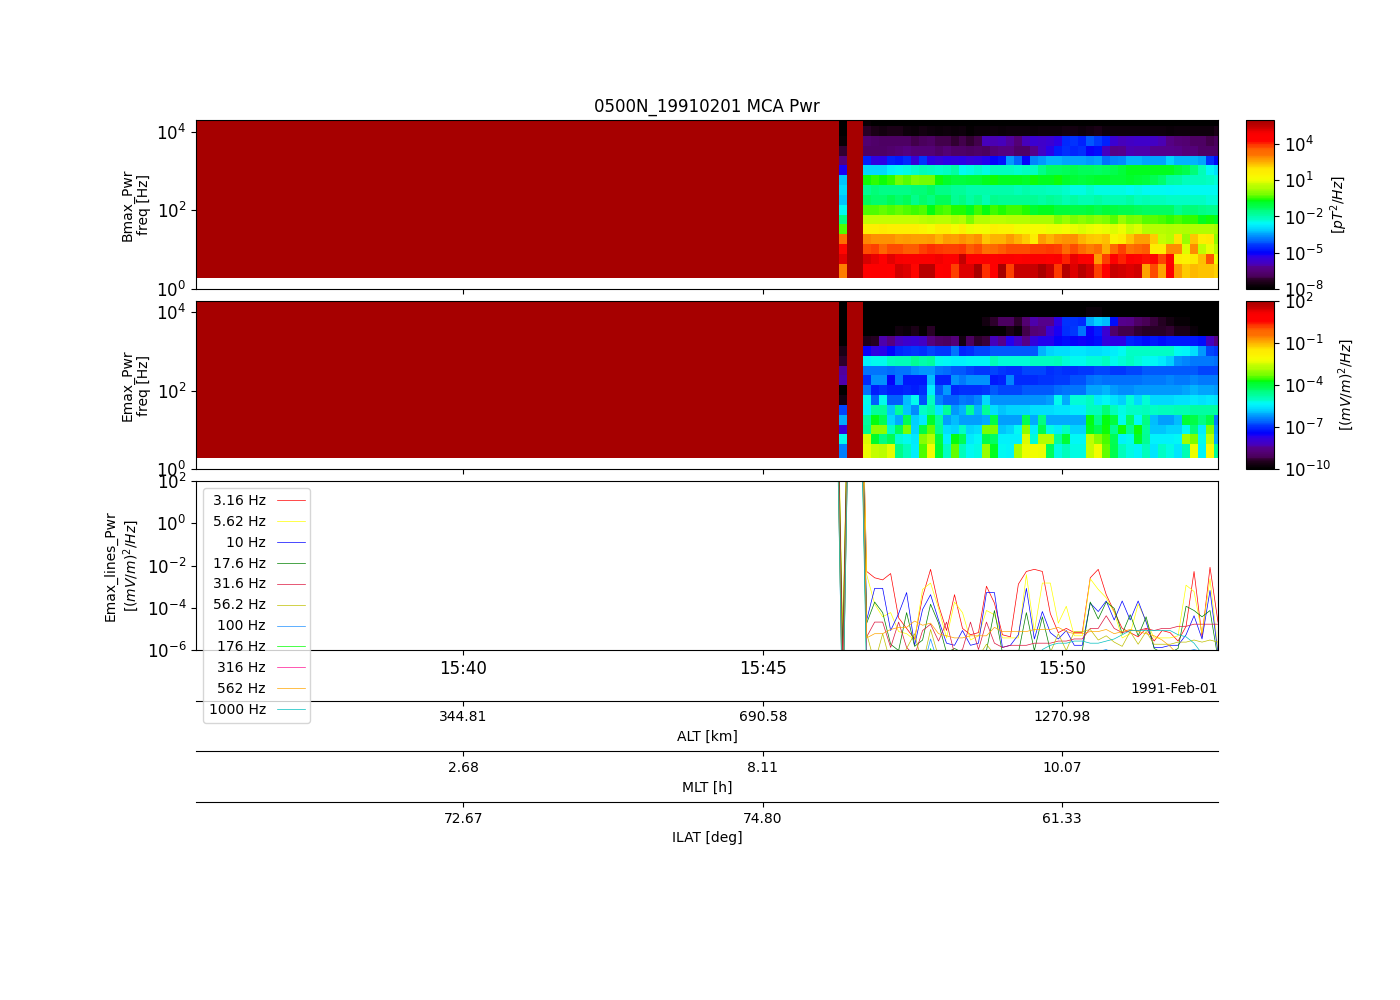 0500N_19910201 MCA Pwr
10^4
10^2
10^0
Bmax_Pwr
freq [Hz]
10^4
10^1
10^-2
10^-5
10^-8
[pT^2/Hz]
10^4
10^2
10^0
Emax_Pwr
freq [Hz]
10^2
10^-1
10^-4
10^-7
10^-10
[(mV/m)^2/Hz]
10^2
10^0
10^-2
10^-4
10^-6
Emax_lines_Pwr
[(mV/m)^2/Hz]
3.16 Hz
5.62 Hz
10 Hz
17.6 Hz
31.6 Hz
56.2 Hz
100 Hz
176 Hz
316 Hz
562 Hz
1000 Hz
15:40 15:45 15:50
1991-Feb-01
344.81 690.58 1270.98
ALT [km]
2.68 8.11 10.07
MLT [h]
72.67 74.80 61.33
ILAT [deg]